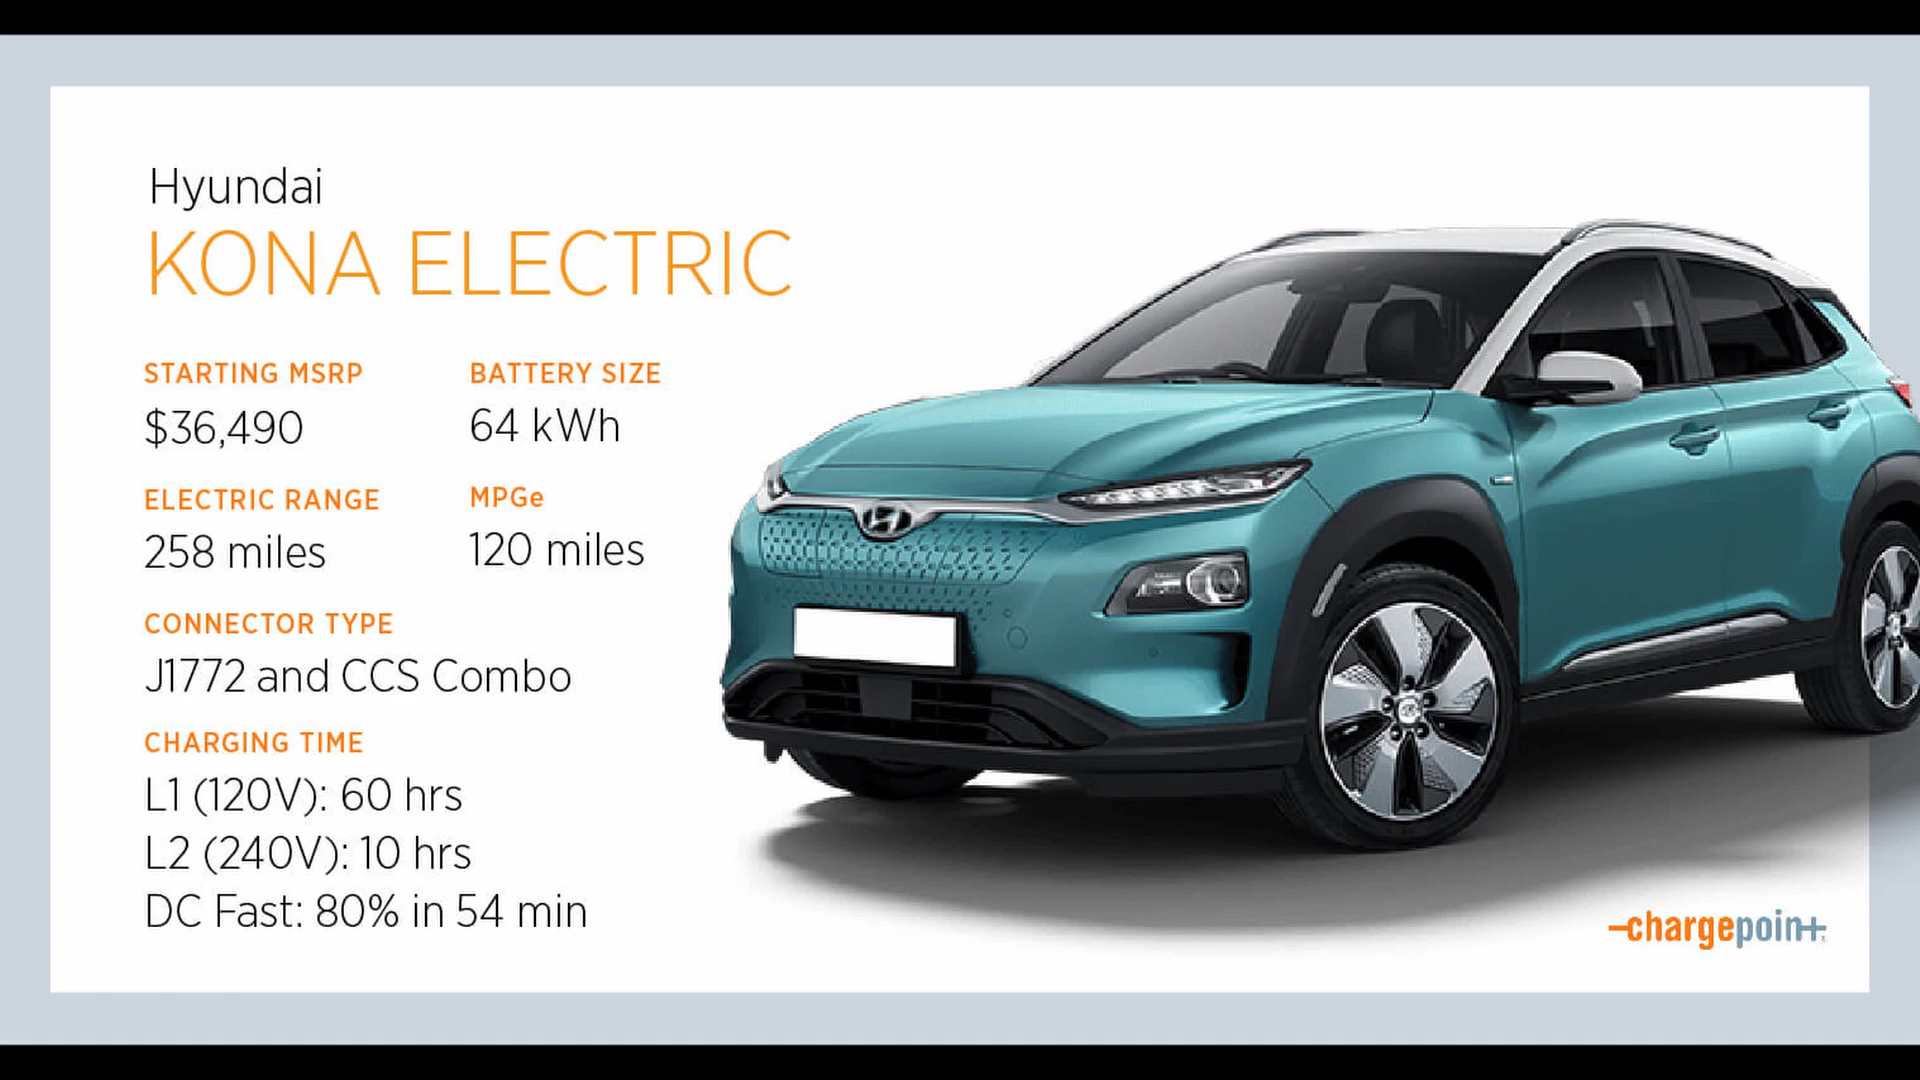 Hyundai
KONA ELECTRIC
STARTING MSRP
$36,490
BATTERY SIZE
64 kWh
ELECTRIC RANGE
258 miles
MPGe
120 miles
CONNECTOR TYPE
J1772 and CCS Combo
CHARGING TIME
L1 (120V): 60 hrs
L2 (240V): 10 hrs
DC Fast: 80% in 54 min
-chargepoin+